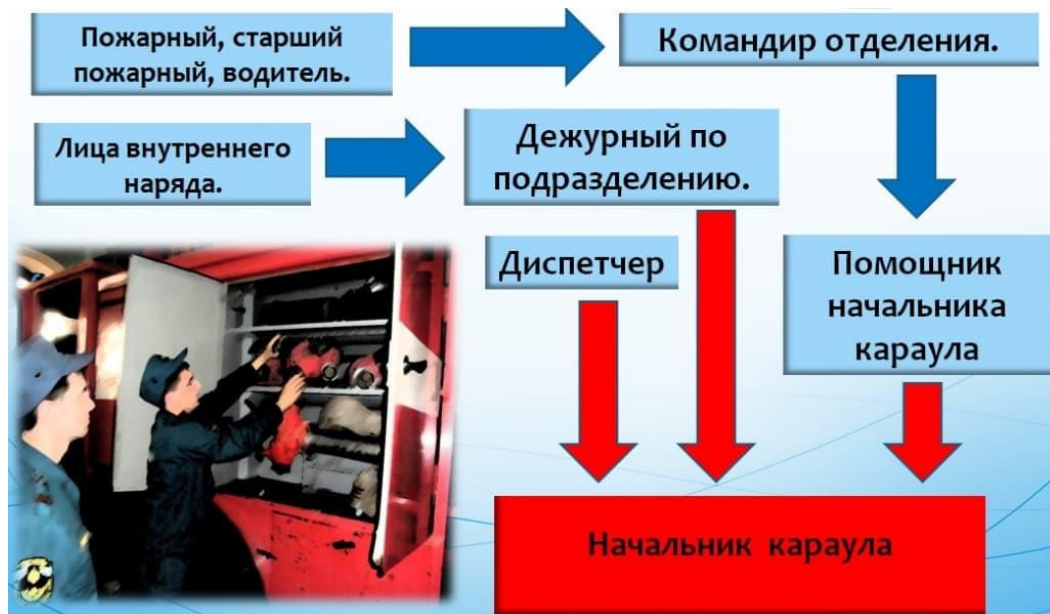 Пожарный, старший
пожарный, водитель.
Командир отделения.
Лица внутреннего
наряда.
Дежурный по
подразделению.
Диспетчер
Помощник
начальника
караула
Начальник караула